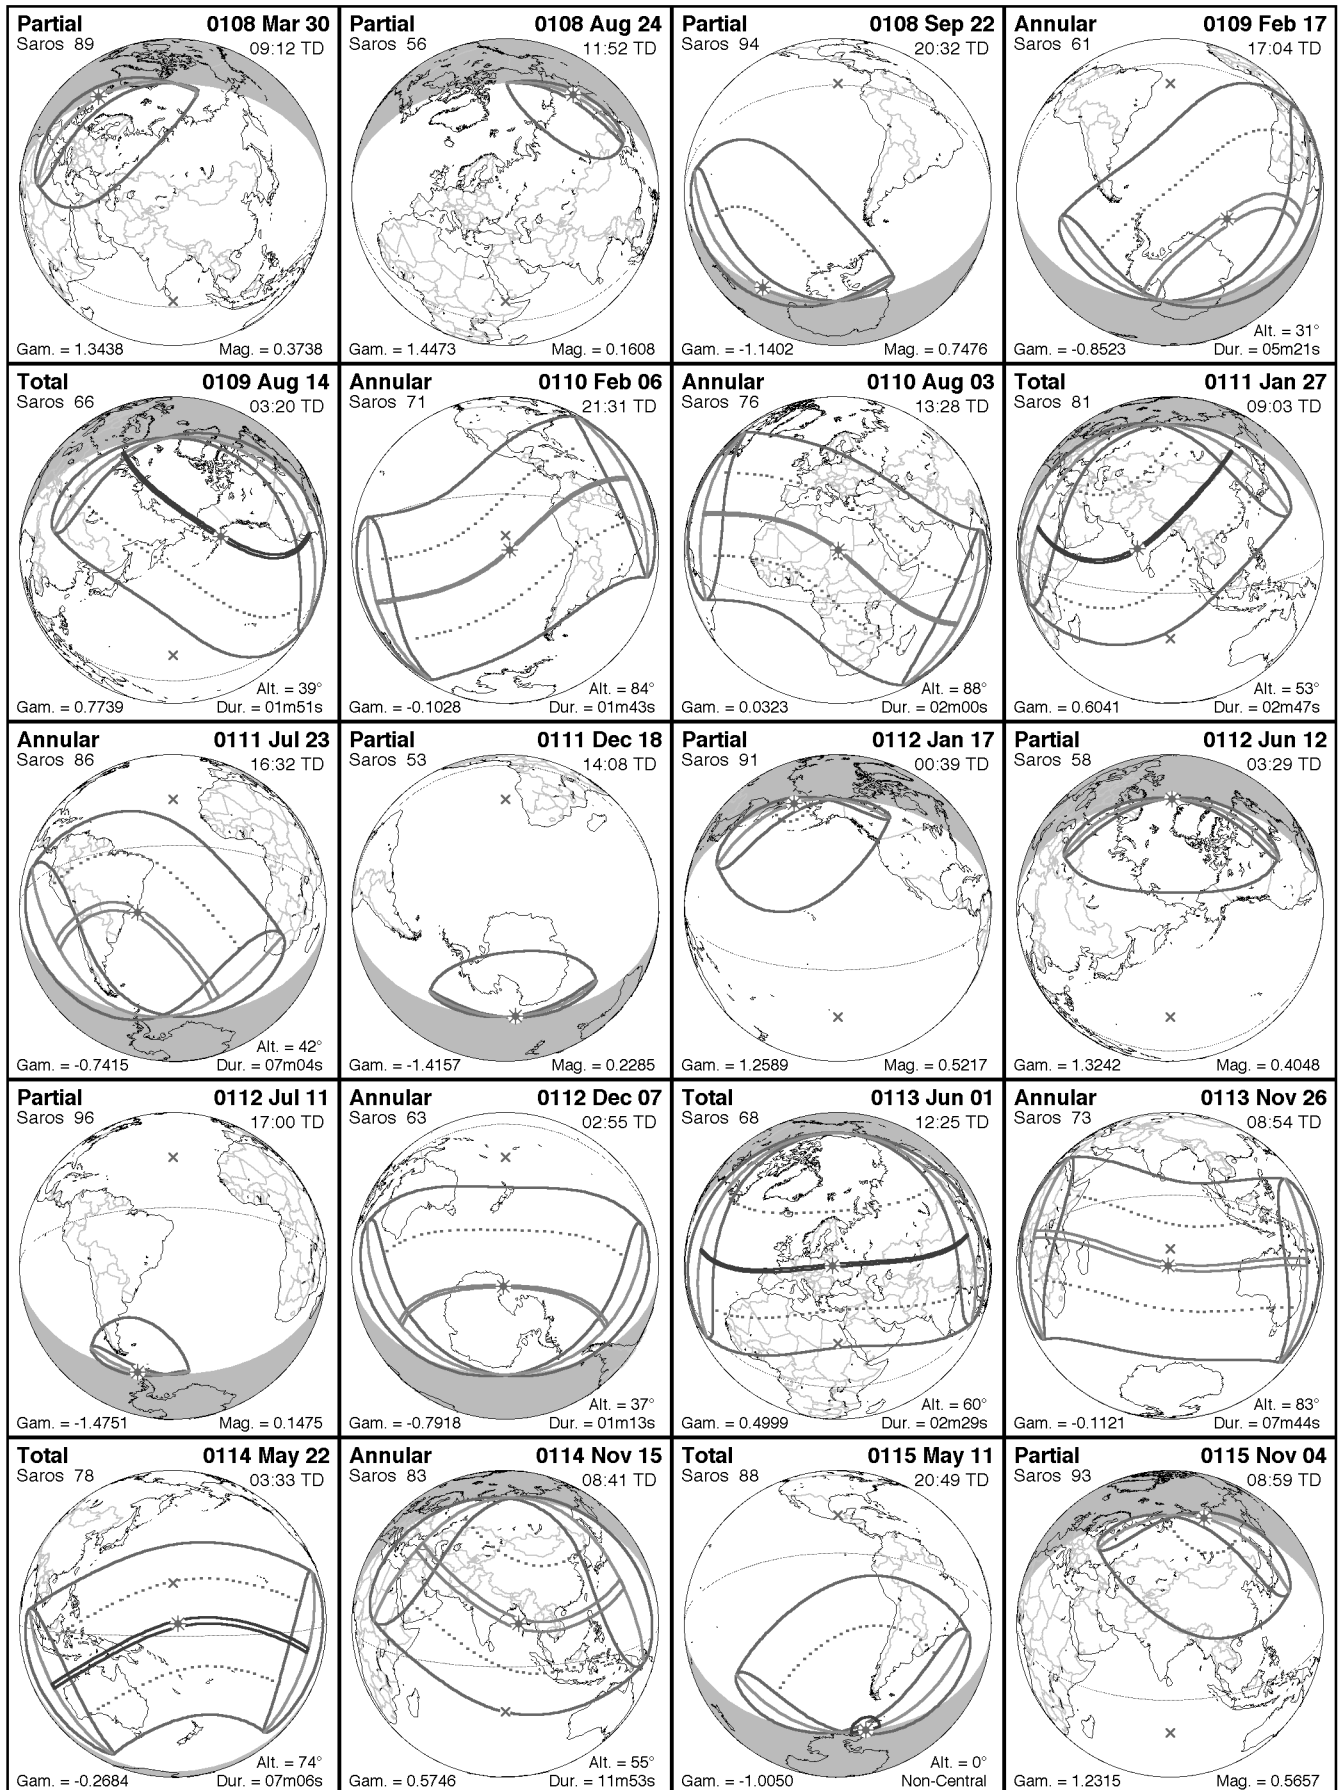 Partial 0108 Mar 30
Saros 89 09:12 TD
Gam. = 1.3438 Mag. = 0.3738
Partial 0108 Aug 24
Saros 56 11:52 TD
Gam. = 1.4473 Mag. = 0.1608
Partial 0108 Sep 22
Saros 94 20:32 TD
Gam. = -1.1402 Mag. = 0.7476
Annular 0109 Feb 17
Saros 61 17:04 TD
Alt. = 31°
Gam. = -0.8523 Dur. = 05m21s
Total 0109 Aug 14
Saros 66 03:20 TD
Alt. = 39°
Gam. = 0.7739 Dur. = 01m51s
Annular 0110 Feb 06
Saros 71 21:31 TD
Alt. = 84°
Gam. = -0.1028 Dur. = 01m43s
Annular 0110 Aug 03
Saros 76 13:28 TD
Alt. = 88°
Gam. = 0.0323 Dur. = 02m00s
Total 0111 Jan 27
Saros 81 09:03 TD
Alt. = 53°
Gam. = 0.6041 Dur. = 02m47s
Annular 0111 Jul 23
Saros 86 16:32 TD
Alt. = 42°
Gam. = -0.7415 Dur. = 07m04s
Partial 0111 Dec 18
Saros 53 14:08 TD
Gam. = -1.4157 Mag. = 0.2285
Partial 0112 Jan 17
Saros 91 00:39 TD
Gam. = 1.2589 Mag. = 0.5217
Partial 0112 Jun 12
Saros 58 03:29 TD
Gam. = 1.3242 Mag. = 0.4048
Partial 0112 Jul 11
Saros 96 17:00 TD
Gam. = -1.4751 Mag. = 0.1475
Annular 0112 Dec 07
Saros 63 02:55 TD
Alt. = 37°
Gam. = -0.7918 Dur. = 01m13s
Total 0113 Jun 01
Saros 68 12:25 TD
Alt. = 60°
Gam. = 0.4999 Dur. = 02m29s
Annular 0113 Nov 26
Saros 73 08:54 TD
Alt. = 83°
Gam. = -0.1121 Dur. = 07m44s
Total 0114 May 22
Saros 78 03:33 TD
Alt. = 74°
Gam. = -0.2684 Dur. = 07m06s
Annular 0114 Nov 15
Saros 83 08:41 TD
Alt. = 55°
Gam. = 0.5746 Dur. = 11m53s
Total 0115 May 11
Saros 88 20:49 TD
Alt. = 0°
Gam. = -1.0050 Non-Central
Partial 0115 Nov 04
Saros 93 08:59 TD
Gam. = 1.2315 Mag. = 0.5657